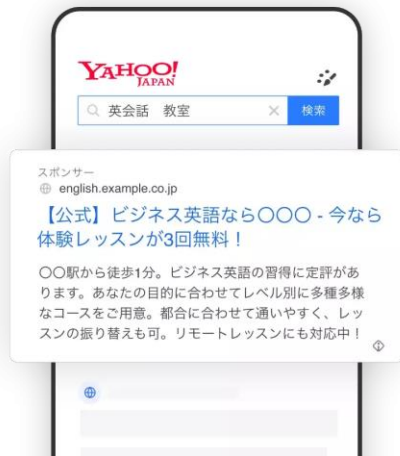 YAHOO!
JAPAN
英会話　教室
検索
スポンサー
english.example.co.jp
【公式】ビジネス英語なら〇〇〇 - 今なら
体験レッスンが3回無料！
〇〇駅から徒歩1分。ビジネス英語の習得に定評があ
ります。あなたの目的に合わせてレベル別に多種多様
なコースをご用意。都合に合わせて通いやすく、レッ
スンの振り替えも可。リモートレッスンにも対応中！